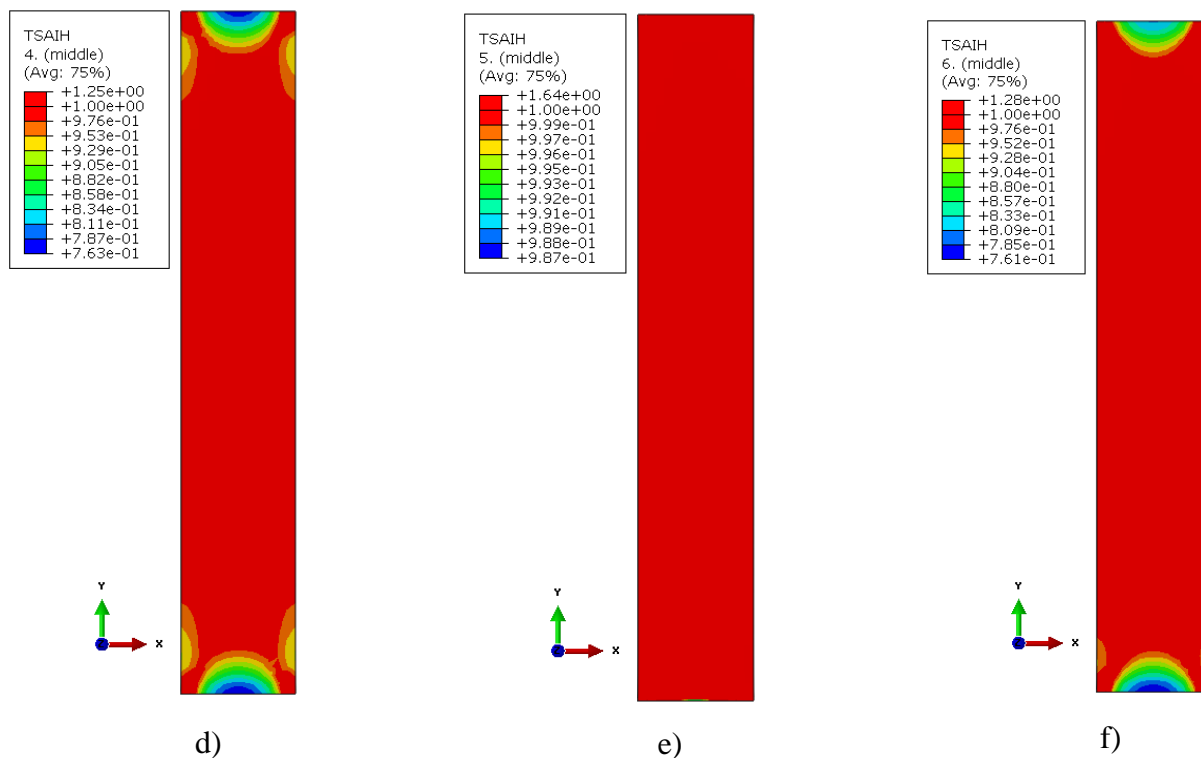 TSAIH
4. (middle)
(Avg: 75%)
+1.25e+00
+1.00e+00
+9.76e-01
+9.53e-01
+9.29e-01
+9.05e-01
+8.82e-01
+8.58e-01
+8.34e-01
+8.11e-01
+7.87e-01
+7.63e-01
Y
Z
X
d)
TSAIH
5. (middle)
(Avg: 75%)
+1.64e+00
+1.00e+00
+9.99e-01
+9.97e-01
+9.96e-01
+9.95e-01
+9.93e-01
+9.92e-01
+9.91e-01
+9.89e-01
+9.88e-01
+9.87e-01
Y
Z
X
e)
TSAIH
6. (middle)
(Avg: 75%)
+1.28e+00
+1.00e+00
+9.76e-01
+9.52e-01
+9.28e-01
+9.04e-01
+8.80e-01
+8.57e-01
+8.33e-01
+8.09e-01
+7.85e-01
+7.61e-01
Y
Z
X
f)